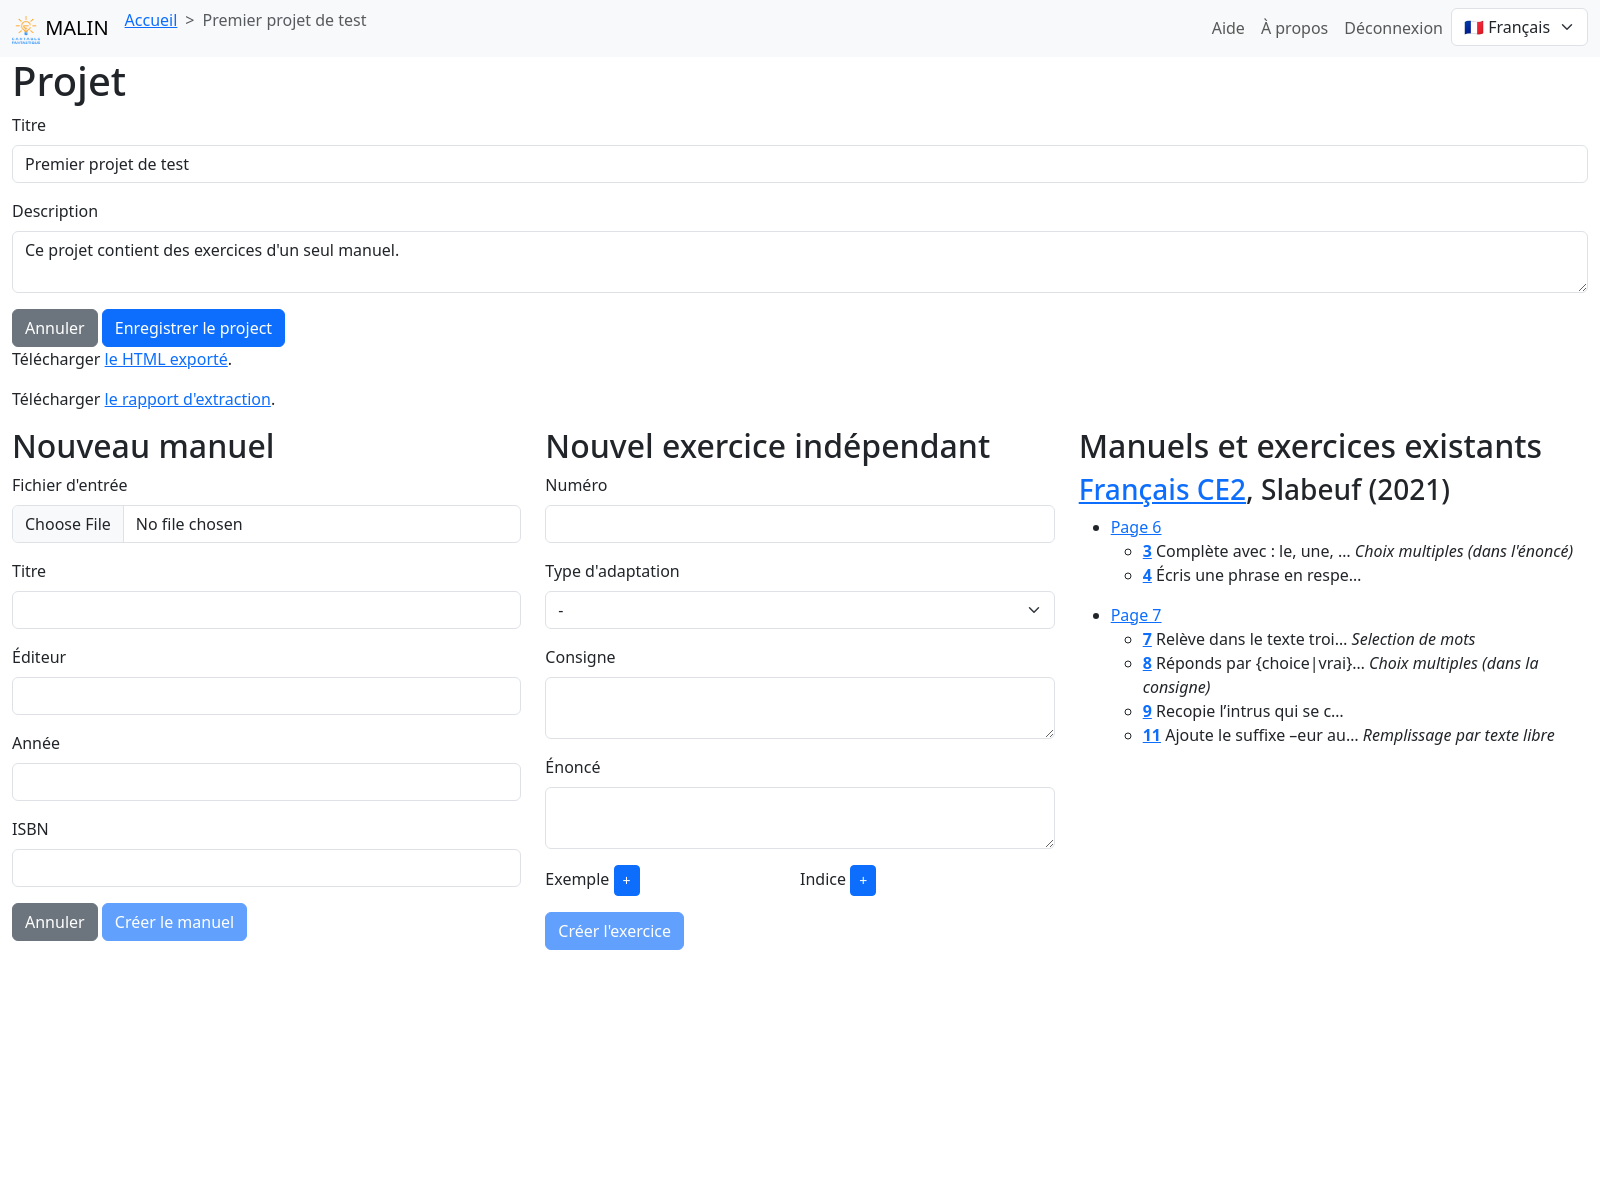 MALIN
Accueil > Premier projet de test
Aide
À propos
Déconnexion
🇫🇷 Français
Projet
Titre
Premier projet de test
Description
Ce projet contient des exercices d'un seul manuel.
Annuler
Enregistrer le project
Télécharger le HTML exporté.
Télécharger le rapport d'extraction.
Nouveau manuel
Fichier d'entrée
Choose File No file chosen
Titre
Éditeur
Année
ISBN
Annuler
Créer le manuel
Nouvel exercice indépendant
Numéro
Type d'adaptation
-
Consigne
Énoncé
Exemple +
Indice +
Créer l'exercice
Manuels et exercices existants
Français CE2, Slabeuf (2021)
Page 6
3 Complète avec : le, une, ... Choix multiples (dans l'énoncé)
4 Écris une phrase en respe...
Page 7
7 Relève dans le texte troi... Selection de mots
8 Réponds par {choice|vrai}... Choix multiples (dans la
consigne)
9 Recopie l’intrus qui se c...
11 Ajoute le suffixe –eur au... Remplissage par texte libre